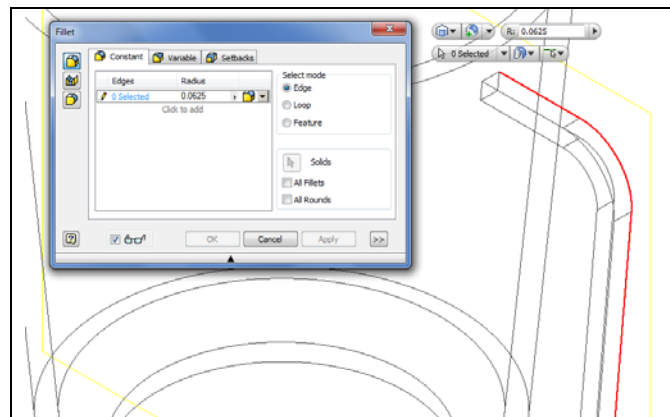 Fillet
Constant
Variable
Setbacks
Edges
Radius
0 Selected
0.0625
Click to add
Select mode
Edge
Loop
Feature
Solids
All Fillets
All Rounds
OK
Cancel
Apply
>>
R: 0.0625
0 Selected